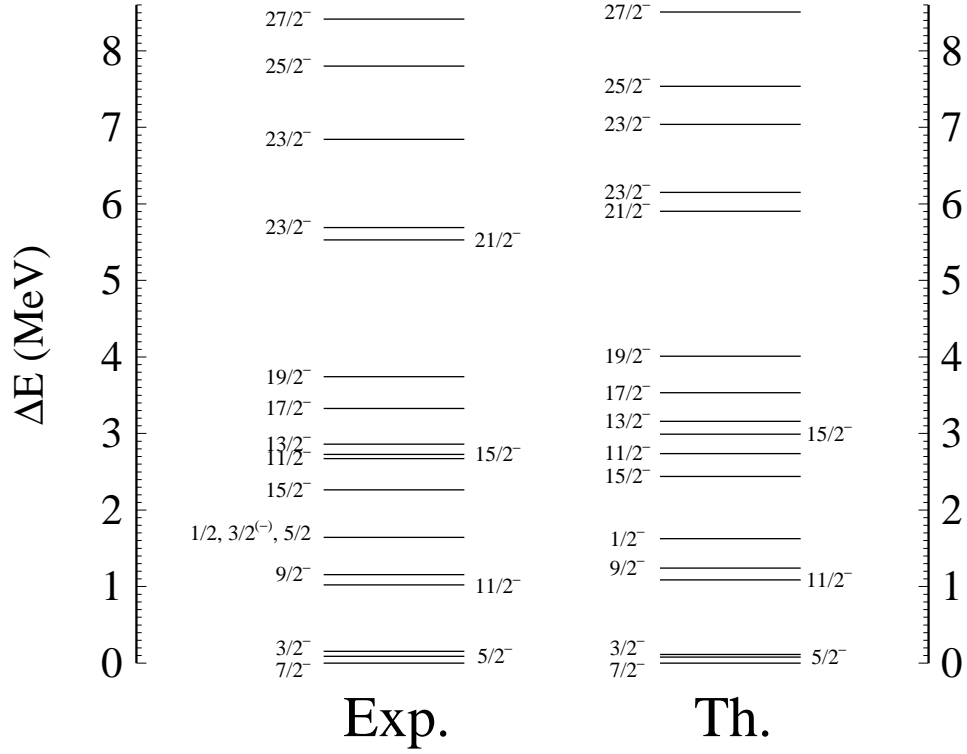 27/2⁻ 27/2⁻
8 8
25/2⁻ 25/2⁻
7 7
23/2⁻ 23/2⁻
6 23/2⁻ 6
23/2⁻ 21/2⁻ 21/2⁻
5 5
ΔE (MeV)
4 19/2⁻ 19/2⁻ 4
17/2⁻ 17/2⁻
3 13/2⁻ 13/2⁻ 3
11/2⁻ 15/2⁻ 11/2⁻ 15/2⁻
15/2⁻ 15/2⁻
2 2
1/2, 3/2⁽⁻⁾, 5/2 1/2⁻
9/2⁻ 11/2⁻ 9/2⁻ 11/2⁻
1 1
3/2⁻ 5/2⁻ 3/2⁻ 5/2⁻
0 7/2⁻ 7/2⁻ 0
Exp. Th.